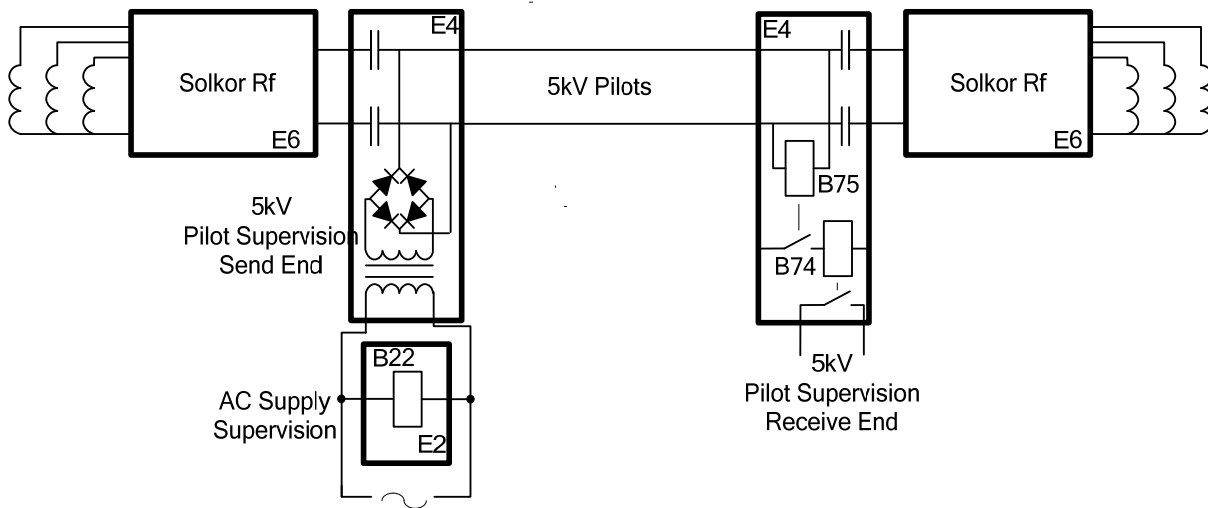 E4
E4
Solkor Rf
5kV Pilots
Solkor Rf
E6
E6
B75
5kV
Pilot Supervision
Send End
B74
B22
5kV
Pilot Supervision
Receive End
AC Supply
Supervision
E2